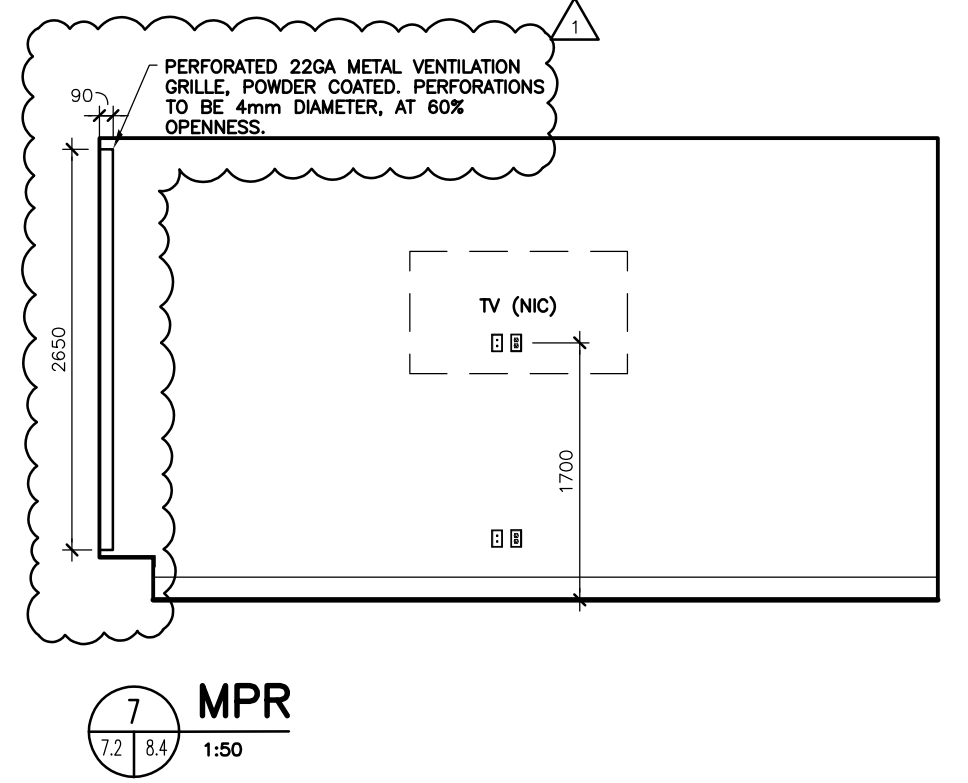 1
PERFORATED 22GA METAL VENTILATION
GRILLE, POWDER COATED. PERFORATIONS
TO BE 4mm DIAMETER, AT 60%
OPENNESS.
90
2650
TV (NIC)
1700
7
7.2
8.4
MPR
1:50